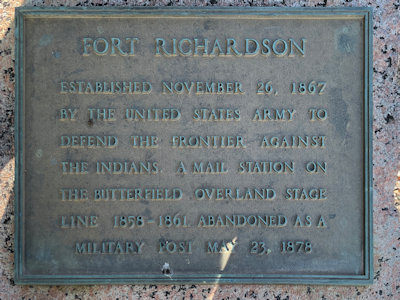 FORT RICHARDSON
ESTABLISHED NOVEMBER 26, 1867
BY THE UNITED STATES ARMY TO
DEFEND THE FRONTIER AGAINST
THE INDIANS. A MAIL STATION ON
THE BUTTERFIELD OVERLAND STAGE
LINE 1858-1861. ABANDONED AS A
MILITARY POST MAY 23, 1878